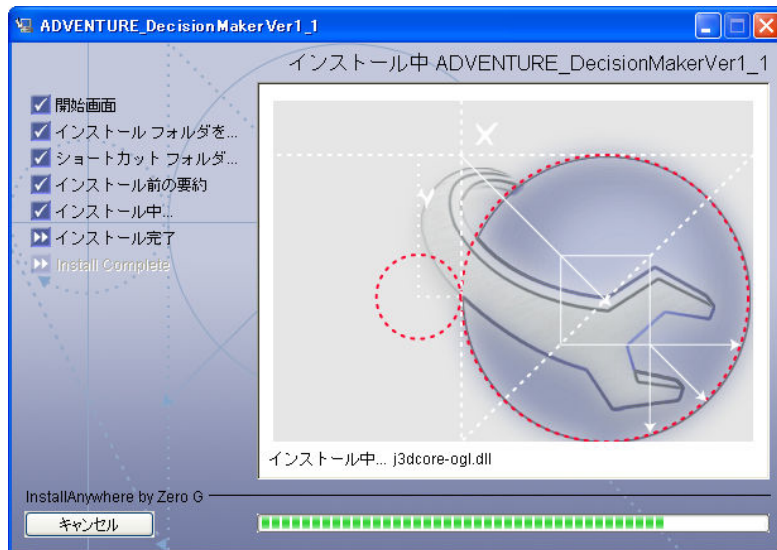 ADVENTURE_DecisionMakerVer1_1
インストール中 ADVENTURE_DecisionMakerVer1_1
開始画面
インストール フォルダを...
ショートカット フォルダ...
インストール前の要約
インストール中...
インストール完了
Install Complete
X
Y
インストール中... j3dcore-ogl.dll
InstallAnywhere by Zero G
キャンセル